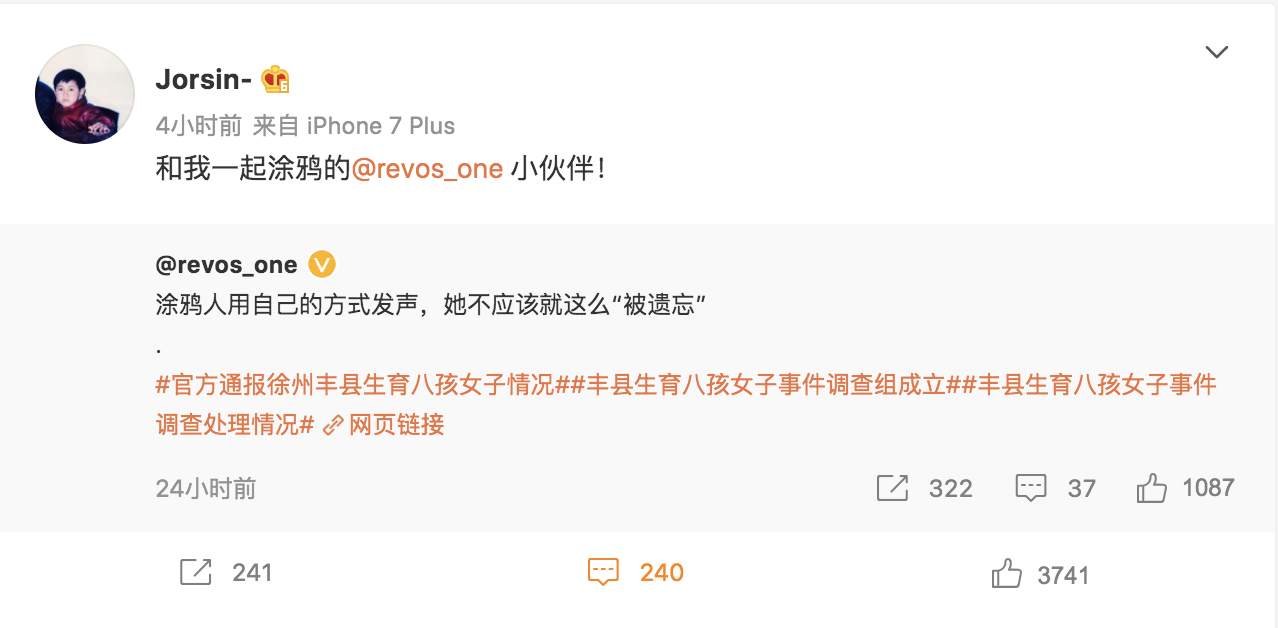 Jorsin-
4小时前 来自 iPhone 7 Plus
和我一起涂鸦的@revos_one 小伙伴！
@revos_one
涂鸦人用自己的方式发声，她不应该就这么“被遗忘”
.
#官方通报徐州丰县生育八孩女子情况##丰县生育八孩女子事件调查组成立##丰县生育八孩女子事件
调查处理情况# 网页链接
24小时前 322 37 1087
241 240 3741